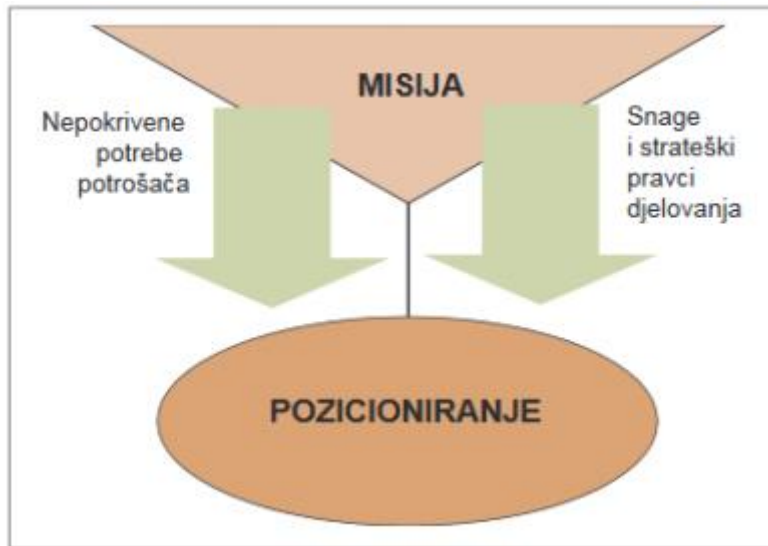 MISIJA
Nepokrivene
potrebe
potrošača
Snage
i strateški
pravci
djelovanja
POZICIONIRANJE